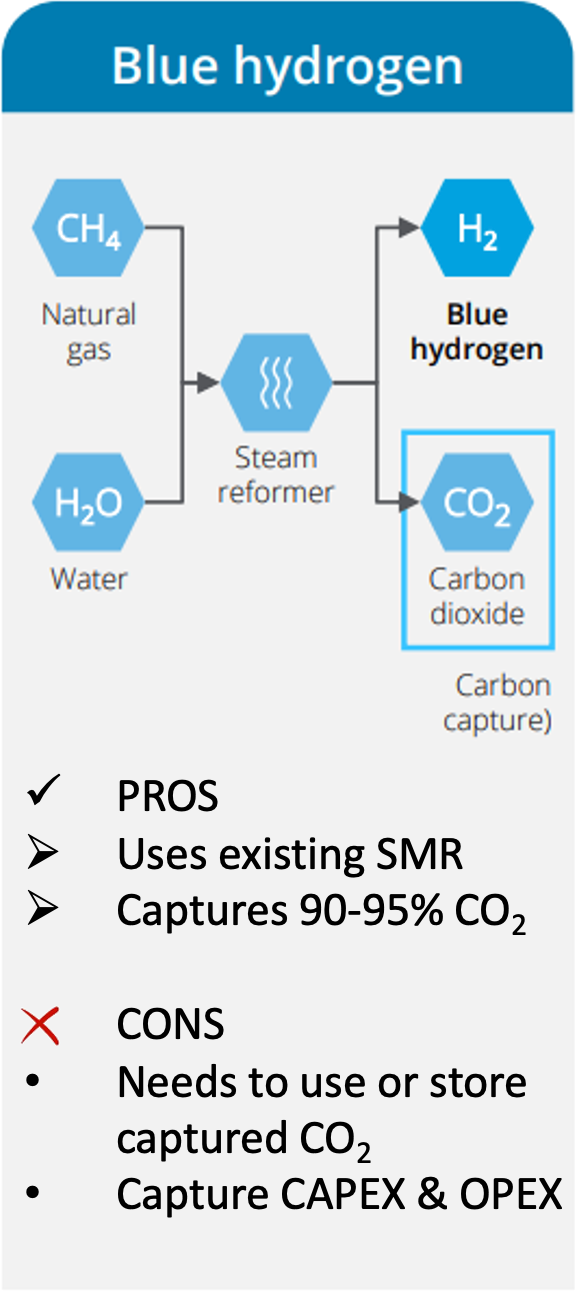 Blue hydrogen
CH₄
Natural
gas
H₂O
Water
Steam
reformer
H₂
Blue
hydrogen
CO₂
Carbon
dioxide
Carbon
capture)
✓ PROS
➢ Uses existing SMR
➢ Captures 90-95% CO₂
✗ CONS
• Needs to use or store
captured CO₂
• Capture CAPEX & OPEX